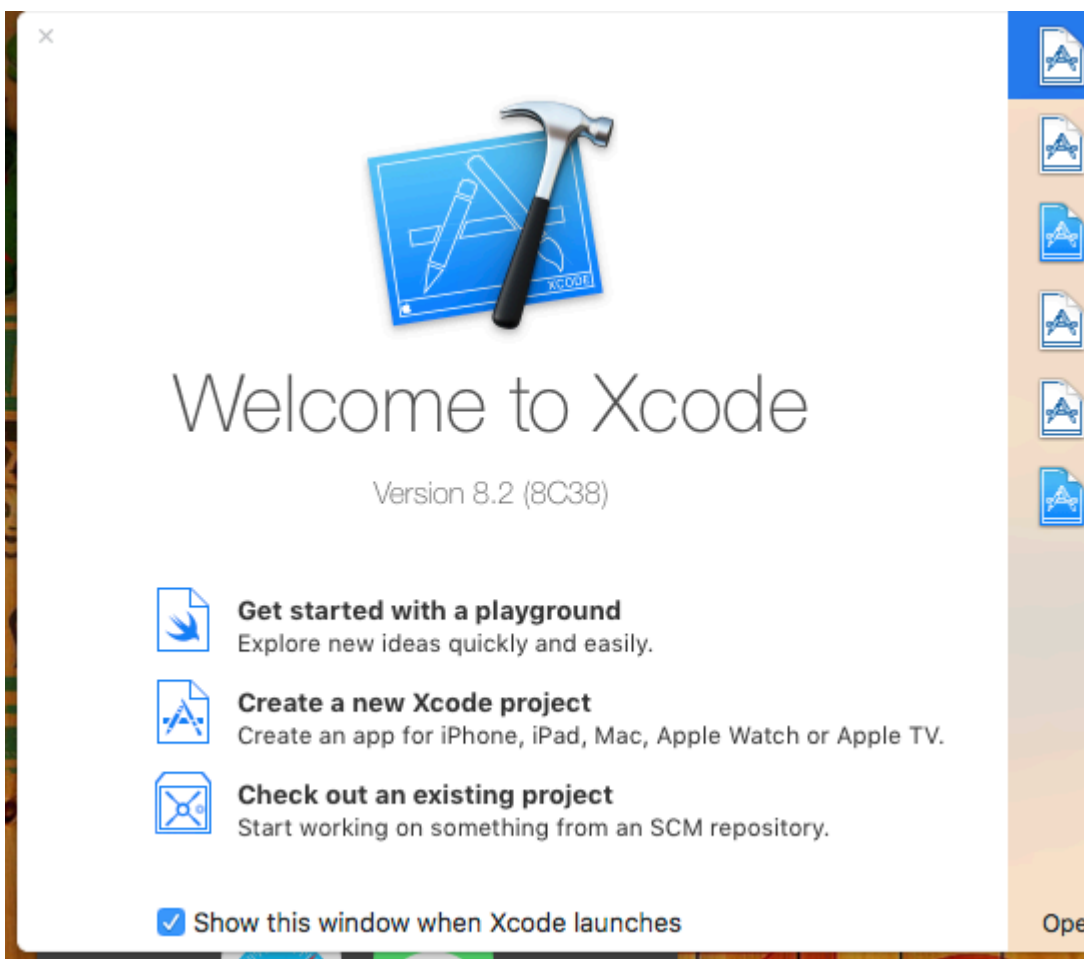 XCODE
Welcome to Xcode
Version 8.2 (8C38)
Get started with a playground
Explore new ideas quickly and easily.
Create a new Xcode project
Create an app for iPhone, iPad, Mac, Apple Watch or Apple TV.
Check out an existing project
Start working on something from an SCM repository.
Show this window when Xcode launches
Ope